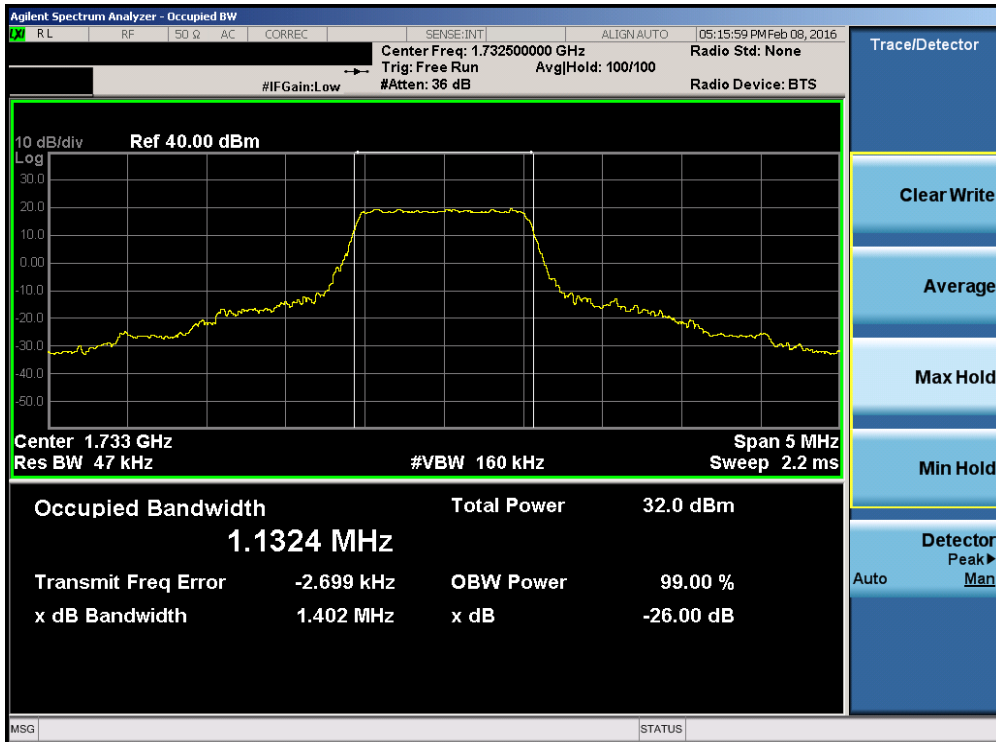 Agilent Spectrum Analyzer - Occupied BW
LXI RL RF 50 Ω AC CORREC SENSE:INT ALIGN AUTO 05:15:59 PM Feb 08, 2016
Center Freq: 1.732500000 GHz Radio Std: None
Trig: Free Run Avg|Hold: 100/100
#IFGain:Low #Atten: 36 dB Radio Device: BTS
Trace/Detector
10 dB/div Ref 40.00 dBm
Log
30.0
20.0
10.0
0.00
-10.0
-20.0
-30.0
-40.0
-50.0
Center 1.733 GHz Span 5 MHz
Res BW 47 kHz #VBW 160 kHz Sweep 2.2 ms
Occupied Bandwidth Total Power 32.0 dBm
1.1324 MHz
Transmit Freq Error -2.699 kHz OBW Power 99.00 %
x dB Bandwidth 1.402 MHz x dB -26.00 dB
Clear Write
Average
Max Hold
Min Hold
Detector
Peak▶
Auto Man
MSG STATUS